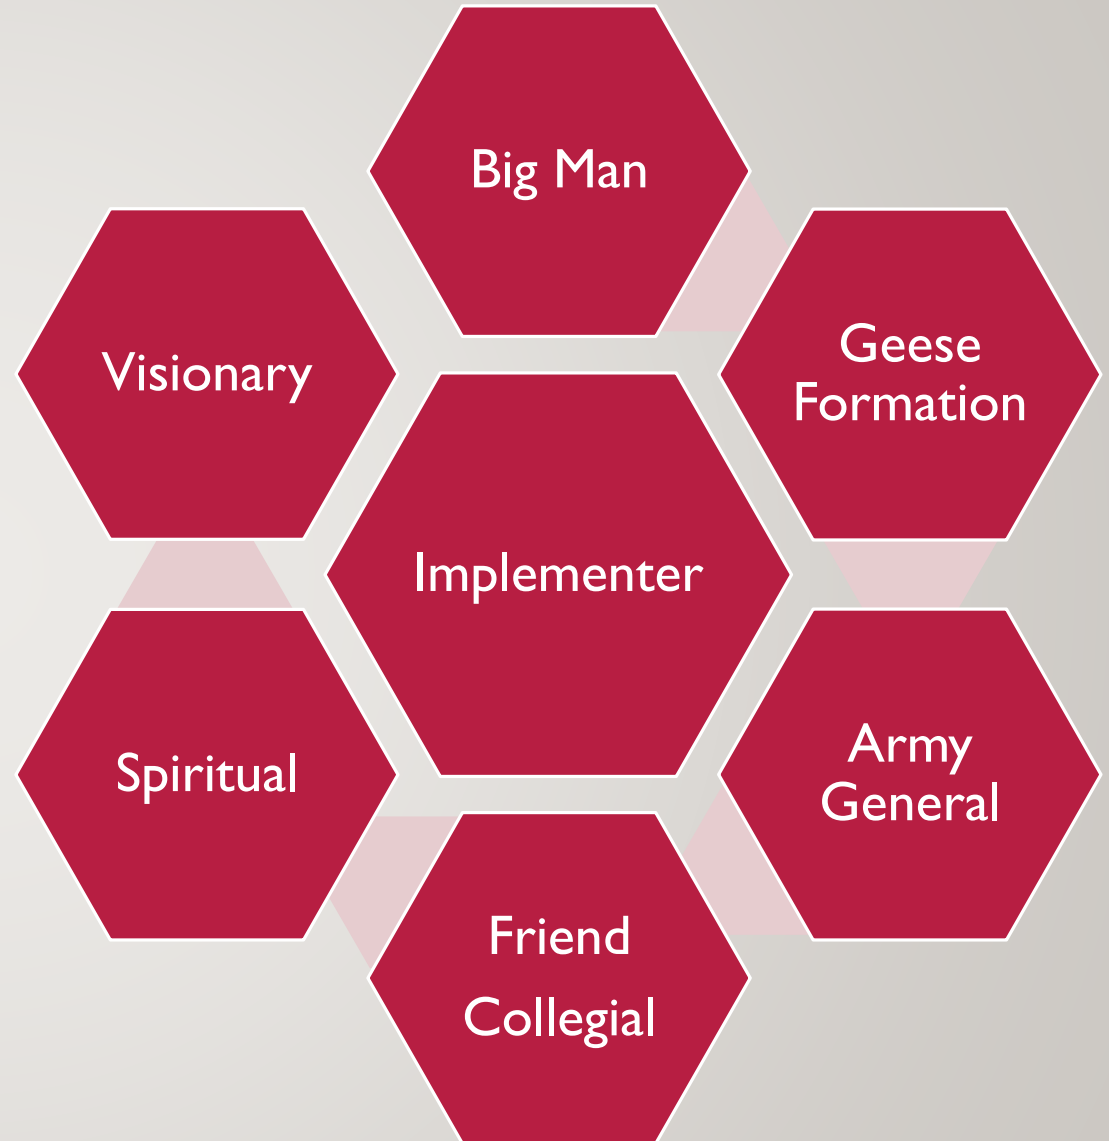 Big Man
Visionary
Geese
Formation
Implementer
Spiritual
Army
General
Friend
Collegial